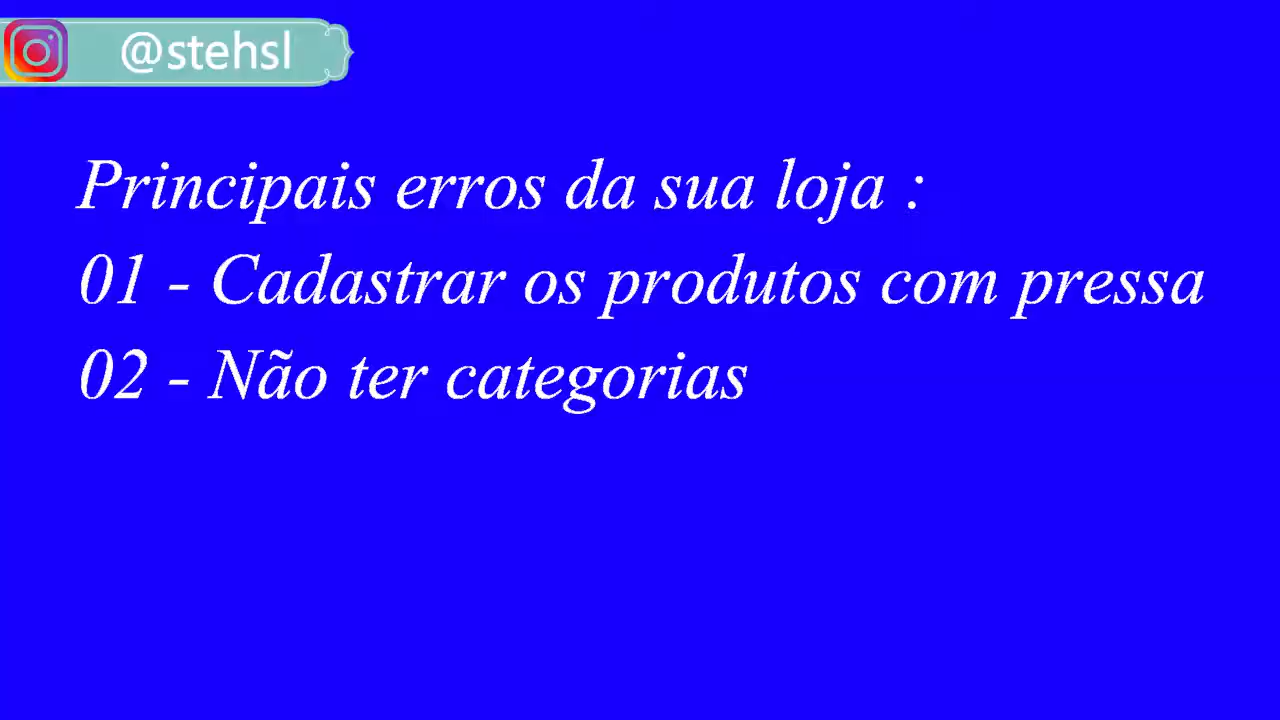 @stehsl
Principais erros da sua loja :
01 - Cadastrar os produtos com pressa
02 - Não ter categorias